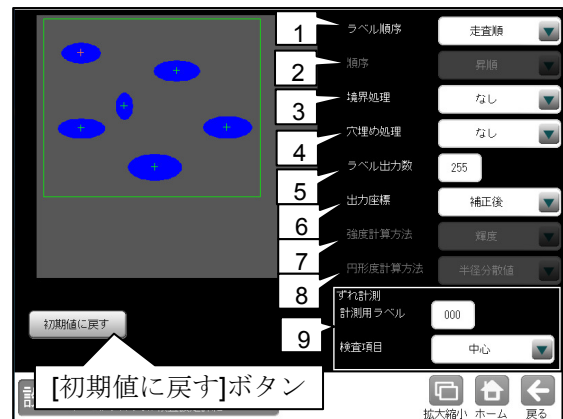 1 ラベル順序 走査順
2 順序 昇順
3 境界処理 なし
4 穴埋め処理 なし
5 ラベル出力数 255
6 出力座標 補正後
7 強度計算方法 輝度
8 円形度計算方法 半径分散値
9 ずれ計測
計測用ラベル 000
検査項目 中心
初期値に戻す
[初期値に戻す]ボタン
拡大縮小 ホーム 戻る